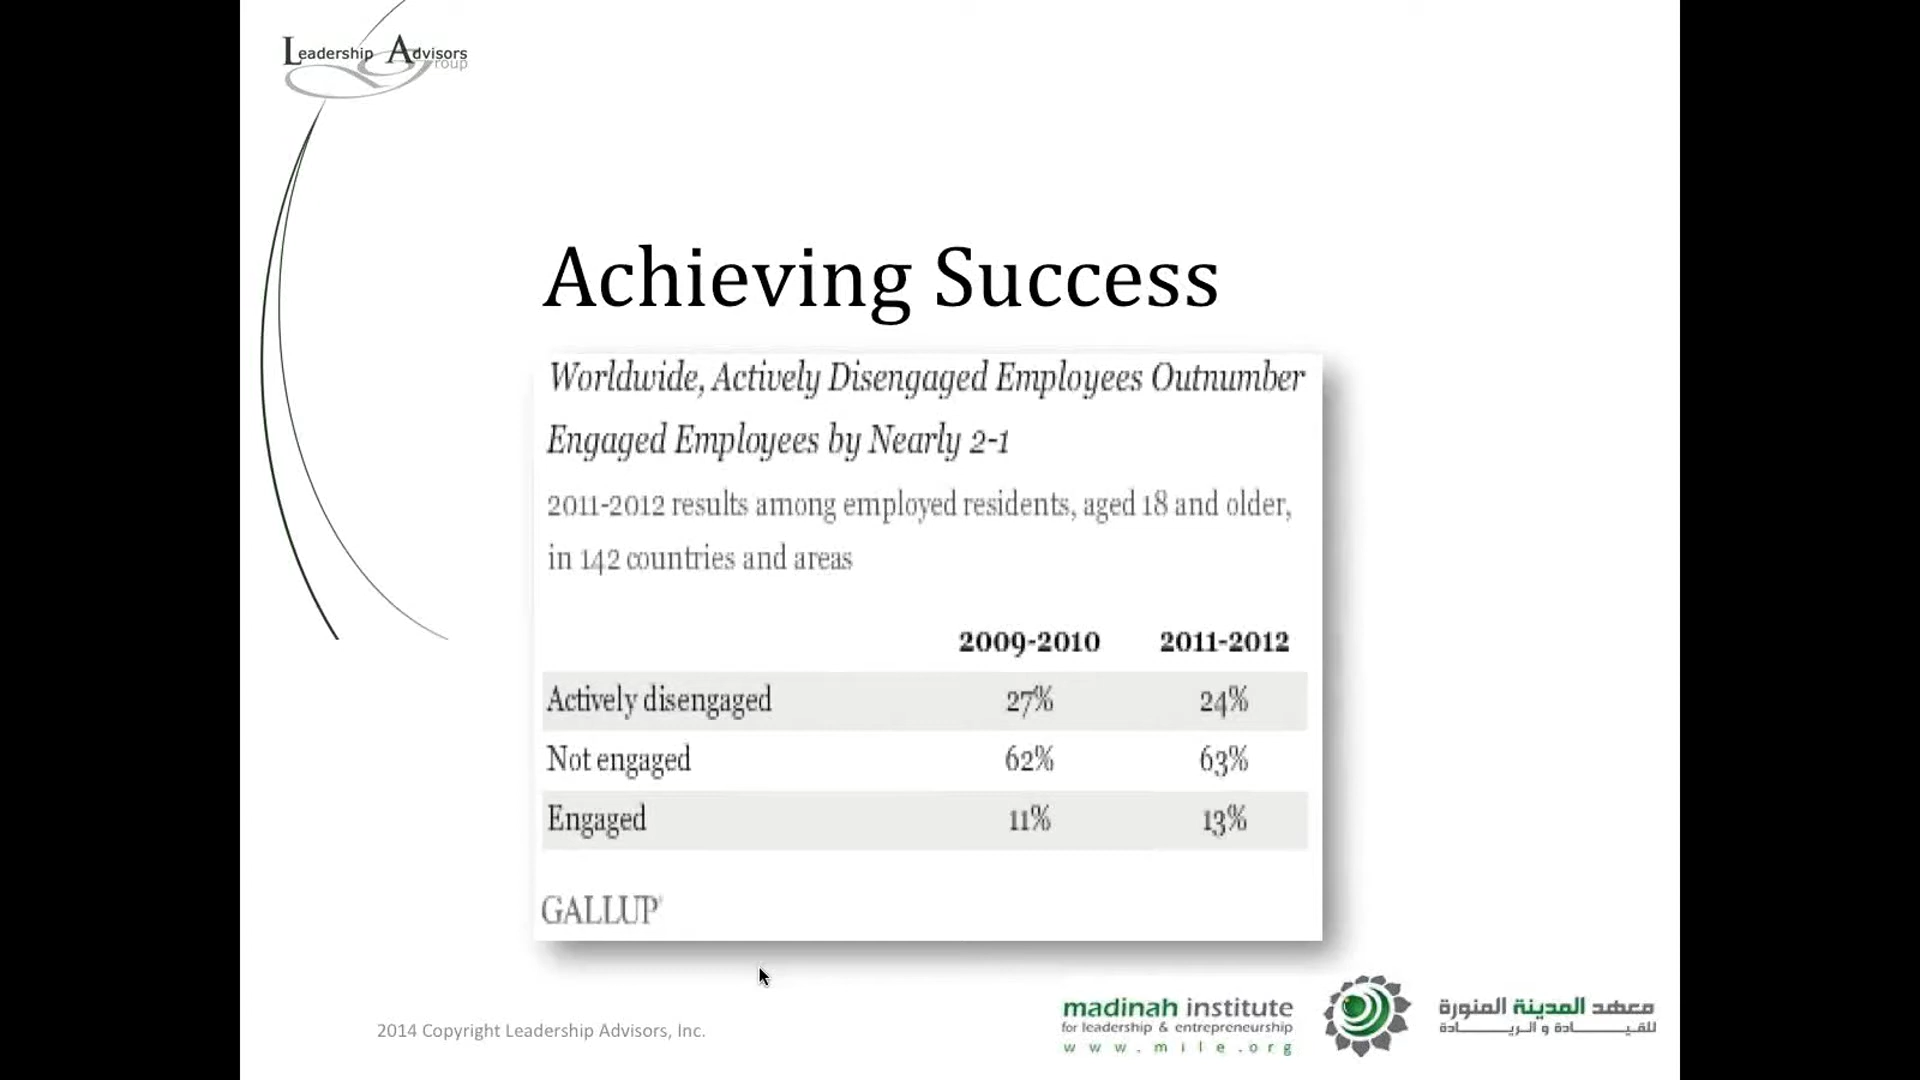 Leadership Advisors
Group
Achieving Success
Worldwide, Actively Disengaged Employees Outnumber
Engaged Employees by Nearly 2-1
2011-2012 results among employed residents, aged 18 and older,
in 142 countries and areas
2009-2010 2011-2012
Actively disengaged 27% 24%
Not engaged 62% 63%
Engaged 11% 13%
GALLUP®
2014 Copyright Leadership Advisors, Inc.
madinah institute
for leadership & entrepreneurship
www.mile.org
معهد المدينة المنورة
للقيــــادة و الريــــادة